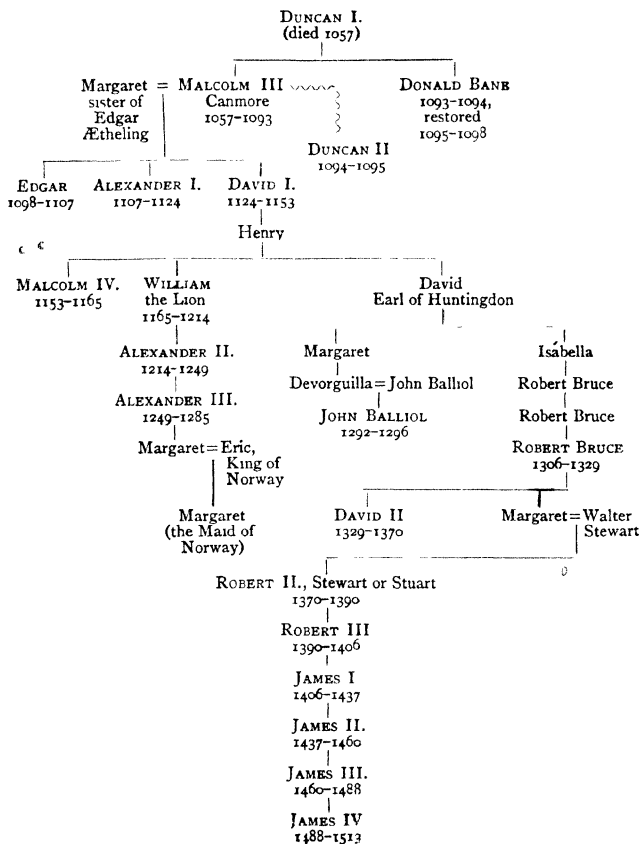 DUNCAN I.
(died 1057)
Margaret = MALCOLM III
sister of Canmore
Edgar 1057-1093
Ætheling
DONALD BANE
1093-1094,
restored
1095-1098
DUNCAN II
1094-1095
EDGAR
1098-1107
ALEXANDER I.
1107-1124
DAVID I.
1124-1153
Henry
MALCOLM IV.
1153-1165
WILLIAM
the Lion
1165-1214
David
Earl of Huntingdon
ALEXANDER II.
1214-1249
Margaret
Isabella
ALEXANDER III.
1249-1285
Devorguilla = John Balliol
Robert Bruce
JOHN BALLIOL
1292-1296
Robert Bruce
Margaret = Eric,
King of
Norway
ROBERT BRUCE
1306-1329
Margaret
(the Maid of
Norway)
DAVID II
1329-1370
Margaret = Walter
Stewart
ROBERT II., Stewart or Stuart
1370-1390
ROBERT III
1390-1406
JAMES I
1406-1437
JAMES II.
1437-1460
JAMES III.
1460-1488
JAMES IV
1488-1513